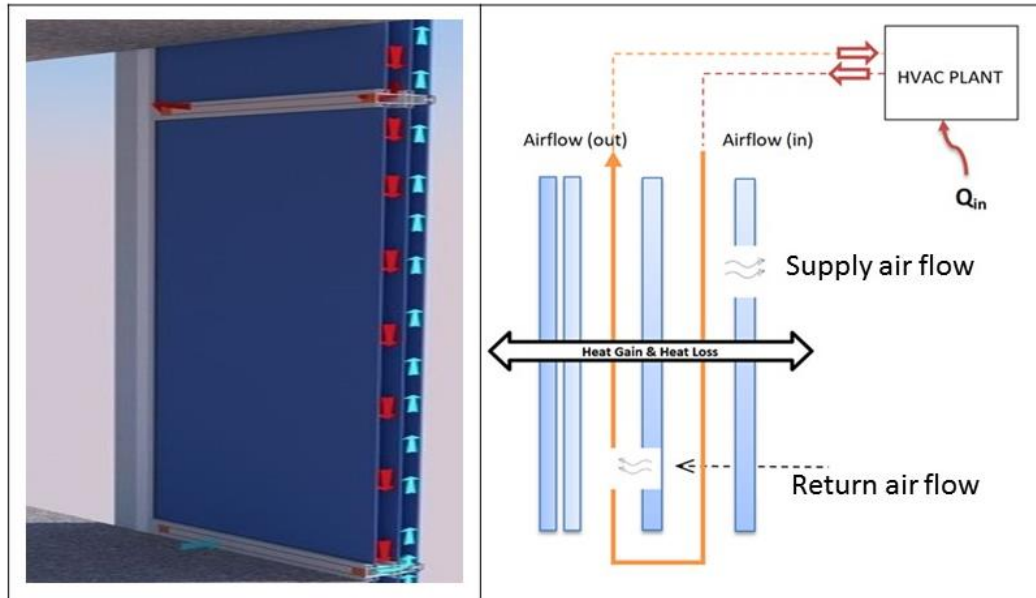 HVAC PLANT
Airflow (out)
Airflow (in)
Qin
Supply air flow
Heat Gain & Heat Loss
Return air flow